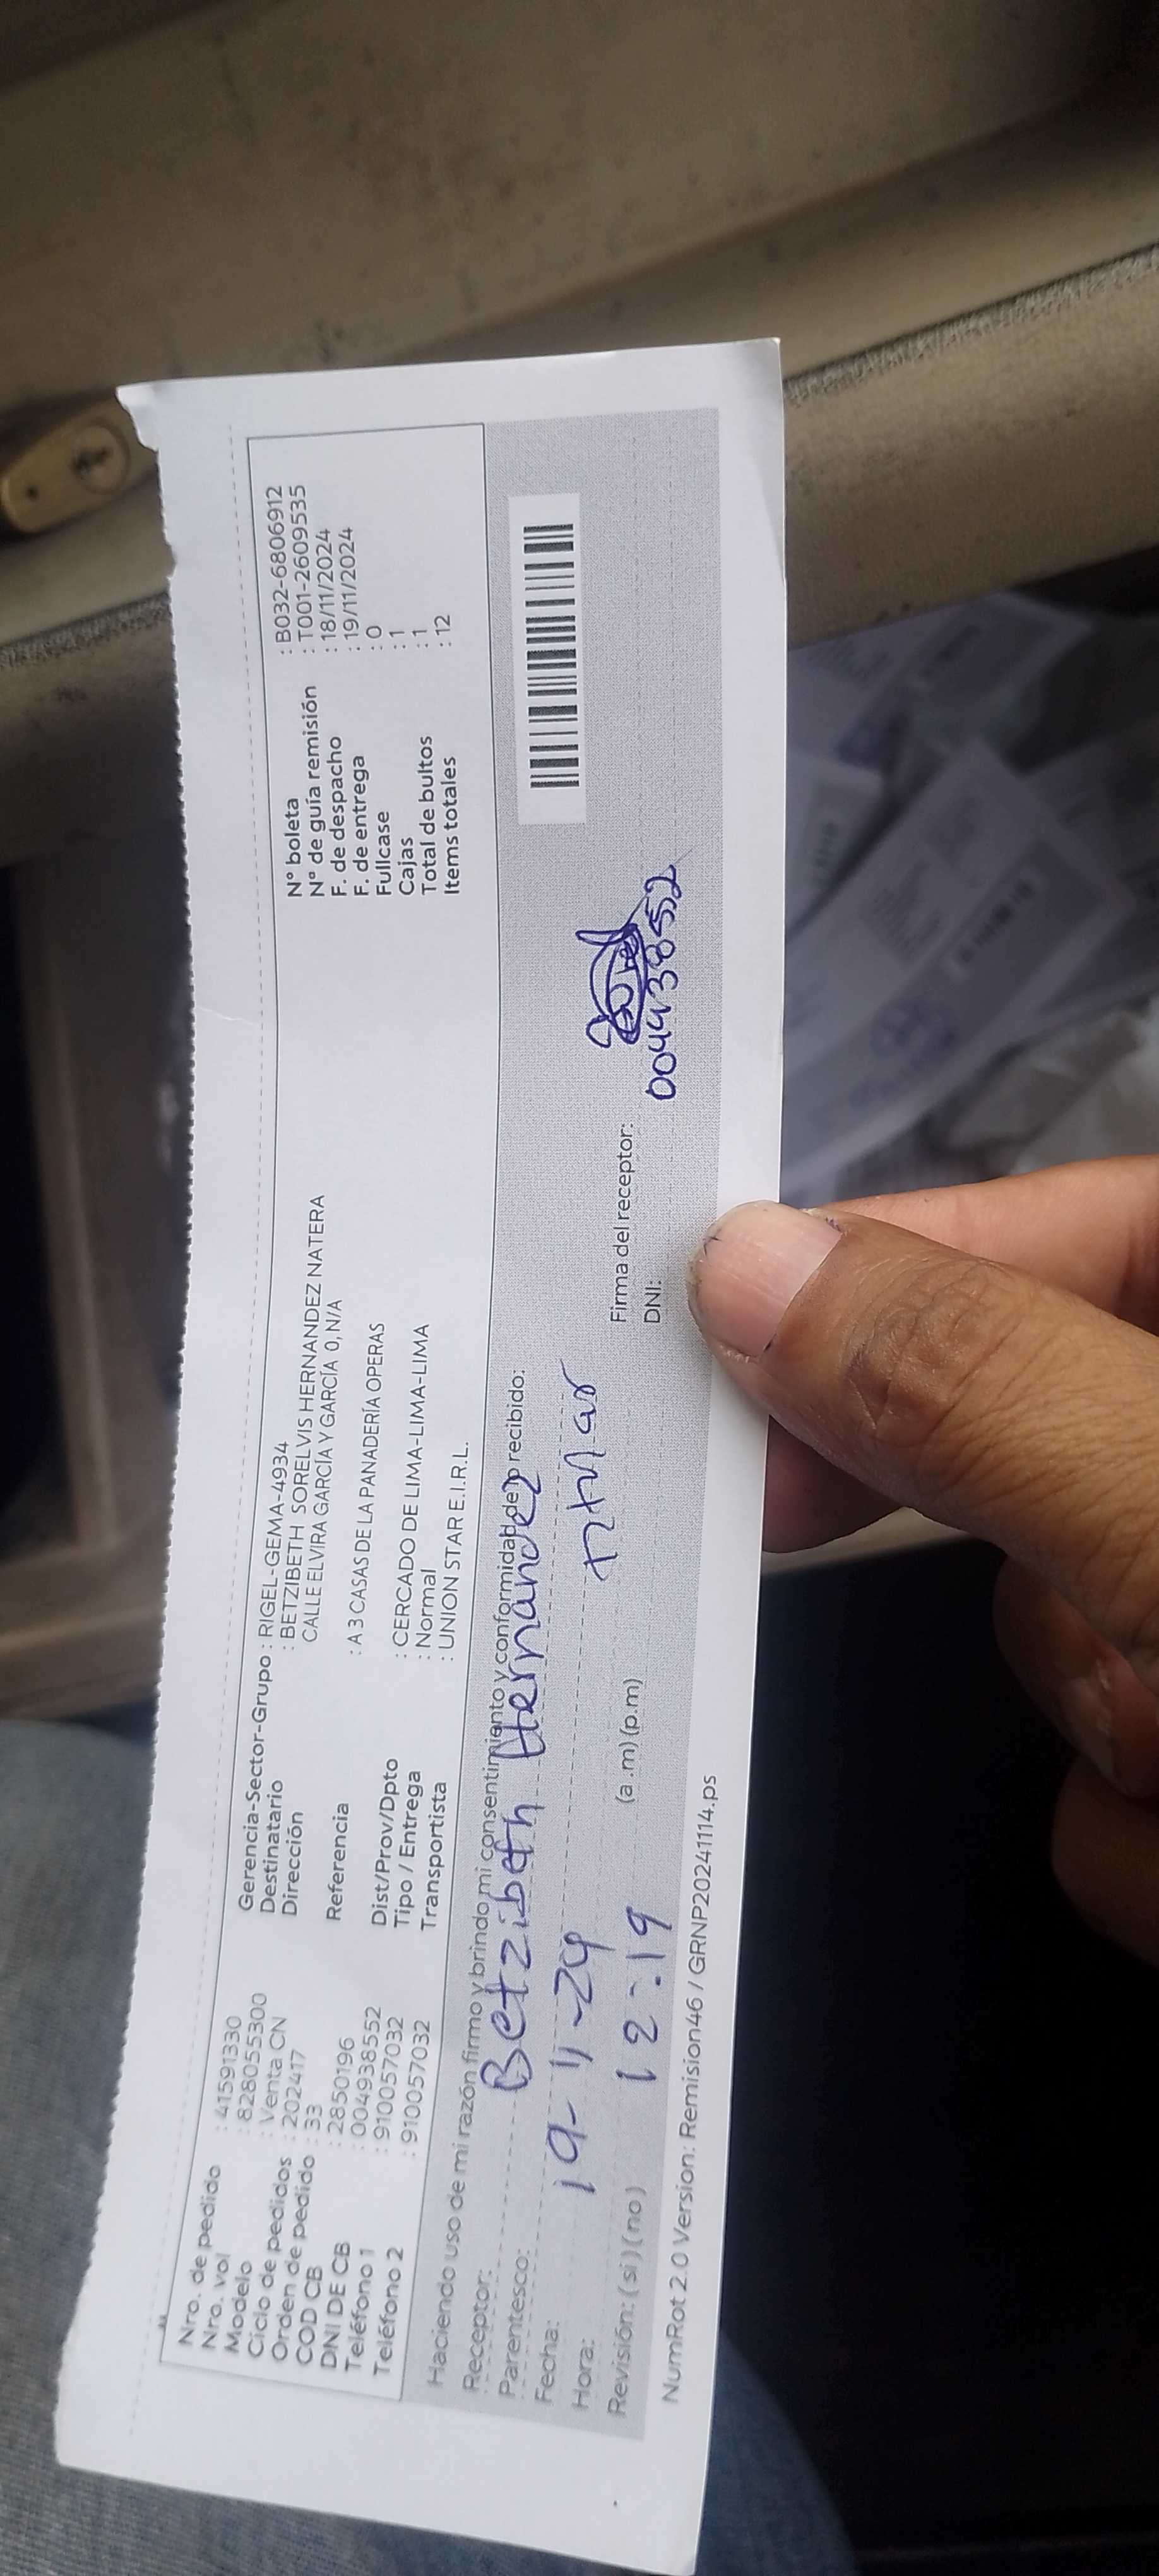 Nro. de pedido : 41591330
Nro. vol : 828055300
Modelo : Venta CN
Ciclo de pedidos : 202417
Orden de pedido : 33
COD CB : 2850196
DNI DE CB : 004938552
Teléfono 1 : 910057032
Teléfono 2 : 910057032
Gerencia-Sector-Grupo : RIGEL-GEMA-4934
Destinatario : BETZIBETH SORELVIS HERNANDEZ NATERA
Dirección CALLE ELVIRA GARCÍA Y GARCÍA 0, N/A
Referencia : A 3 CASAS DE LA PANADERÍA OPERAS
Dist/Prov/Dpto : CERCADO DE LIMA-LIMA-LIMA
Tipo / Entrega : Normal
Transportista : UNION STAR E.I.R.L.
N° boleta : B032-6806912
N° de guía remisión : T001-2609535
F. de despacho : 18/11/2024
F. de entrega : 19/11/2024
Fullcase : 0
Cajas : 1
Total de bultos : 1
Items totales : 12
Haciendo uso de mi razón firmo y brindo mi consentimiento y conformidad de lo recibido:
Receptor: Betzibeth Hernandez
Parentesco:
Fecha: 19-11-24
Hora: 12:19 (a.m) (p.m)
Revisión: (si) (no)
Firma del receptor:
DNI: 004938552
NumRot 2.0 Version: Remision46 / GRNP20241114.ps